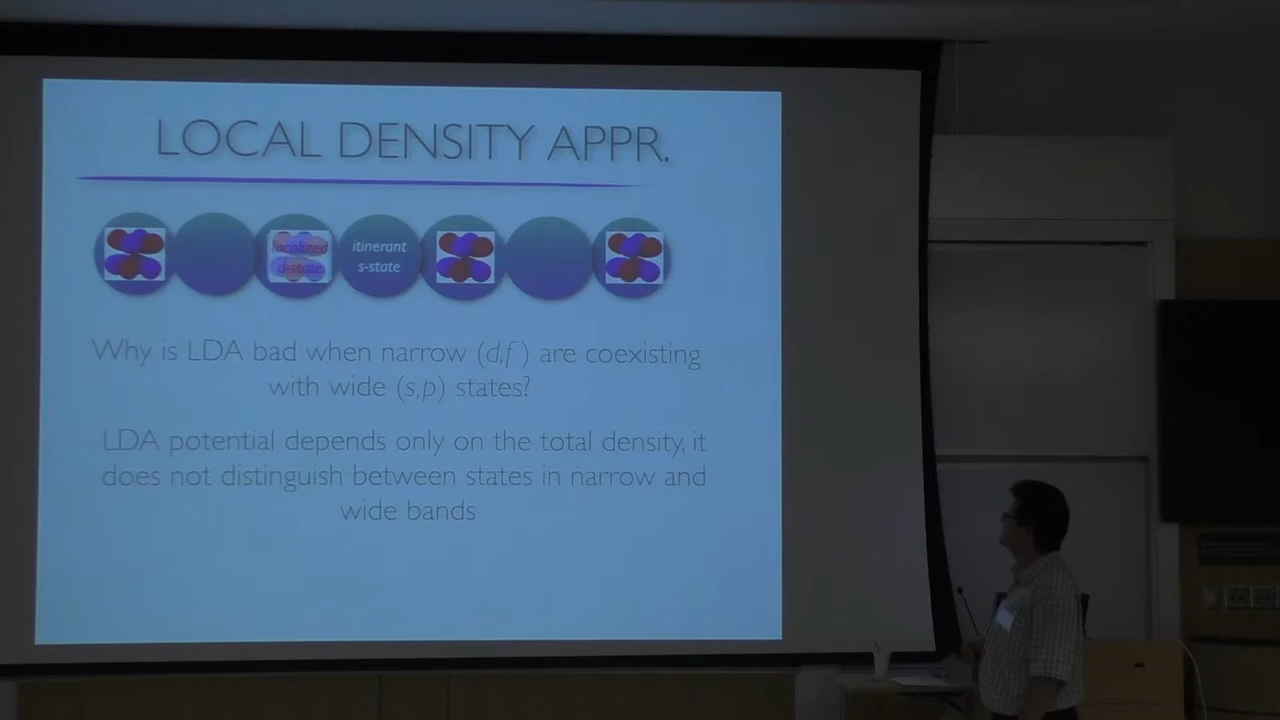 LOCAL DENSITY APPR.
localized
d-state
itinerant
s-state
Why is LDA bad when narrow (d,f) are coexisting
with wide (s,p) states?
LDA potential depends only on the total density, it
does not distinguish between states in narrow and
wide bands